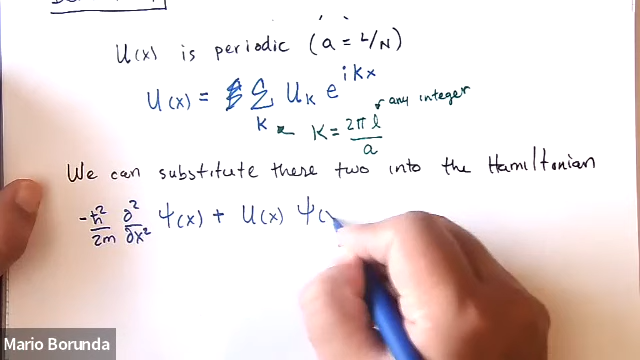 U(x) is periodic (a = L/N)
U(x) = Σ_K U_K e^{iKx}
K = 2πl/a any integer
We can substitute these two into the Hamiltonian
-ħ²/2m ∂²/∂x² Ψ(x) + U(x) Ψ(
Mario Borunda